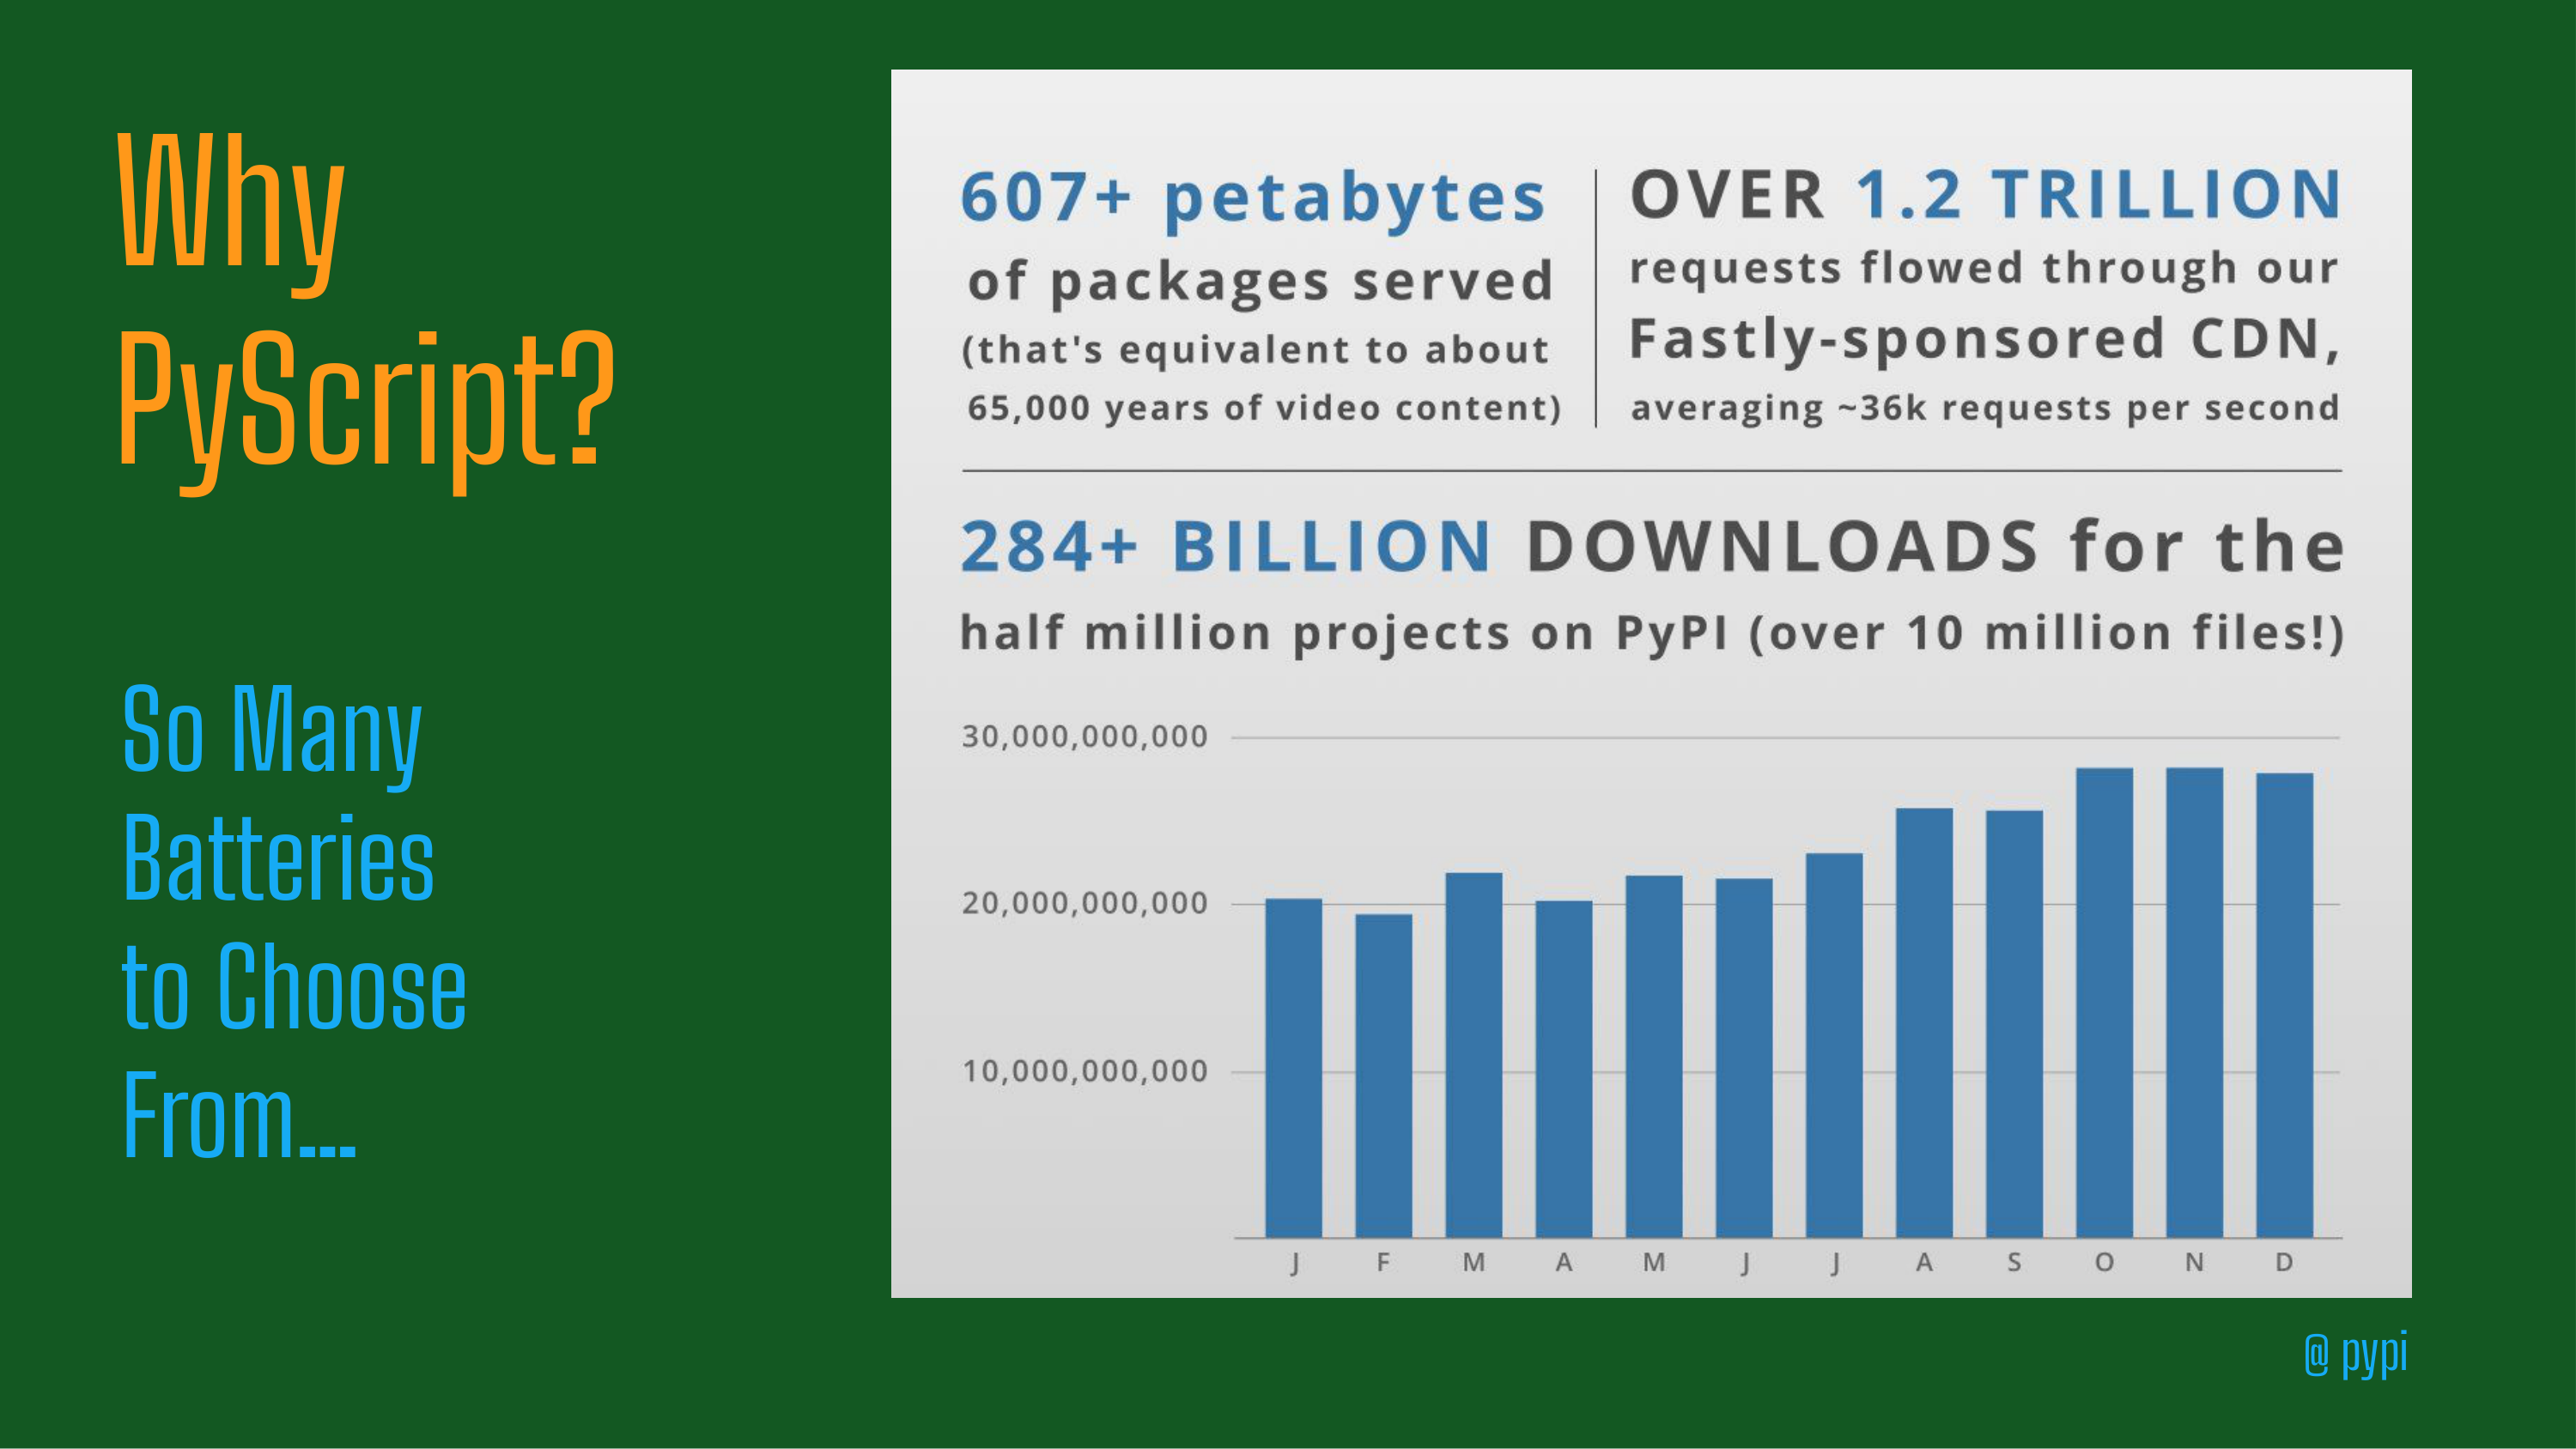 Why
PyScript?
So Many
Batteries
to Choose
From...
607+ petabytes
of packages served
(that's equivalent to about
65,000 years of video content)
OVER 1.2 TRILLION
requests flowed through our
Fastly-sponsored CDN,
averaging ~36k requests per second
284+ BILLION DOWNLOADS for the
half million projects on PyPI (over 10 million files!)
30,000,000,000
20,000,000,000
10,000,000,000
J F M A M J J A S O N D
@ pypi